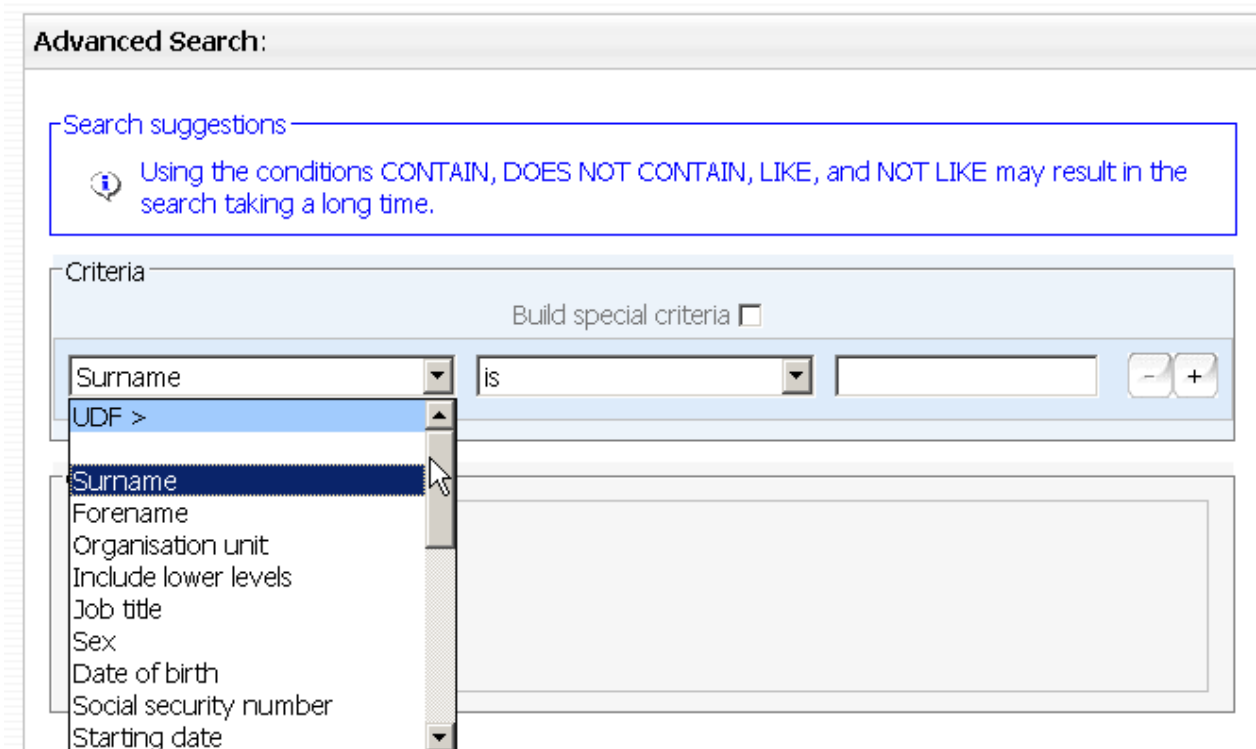 Advanced Search:
Search suggestions
Using the conditions CONTAIN, DOES NOT CONTAIN, LIKE, and NOT LIKE may result in the
search taking a long time.
Criteria
Build special criteria
Surname is - +
UDF >
Surname
Forename
Organisation unit
Include lower levels
Job title
Sex
Date of birth
Social security number
Starting date